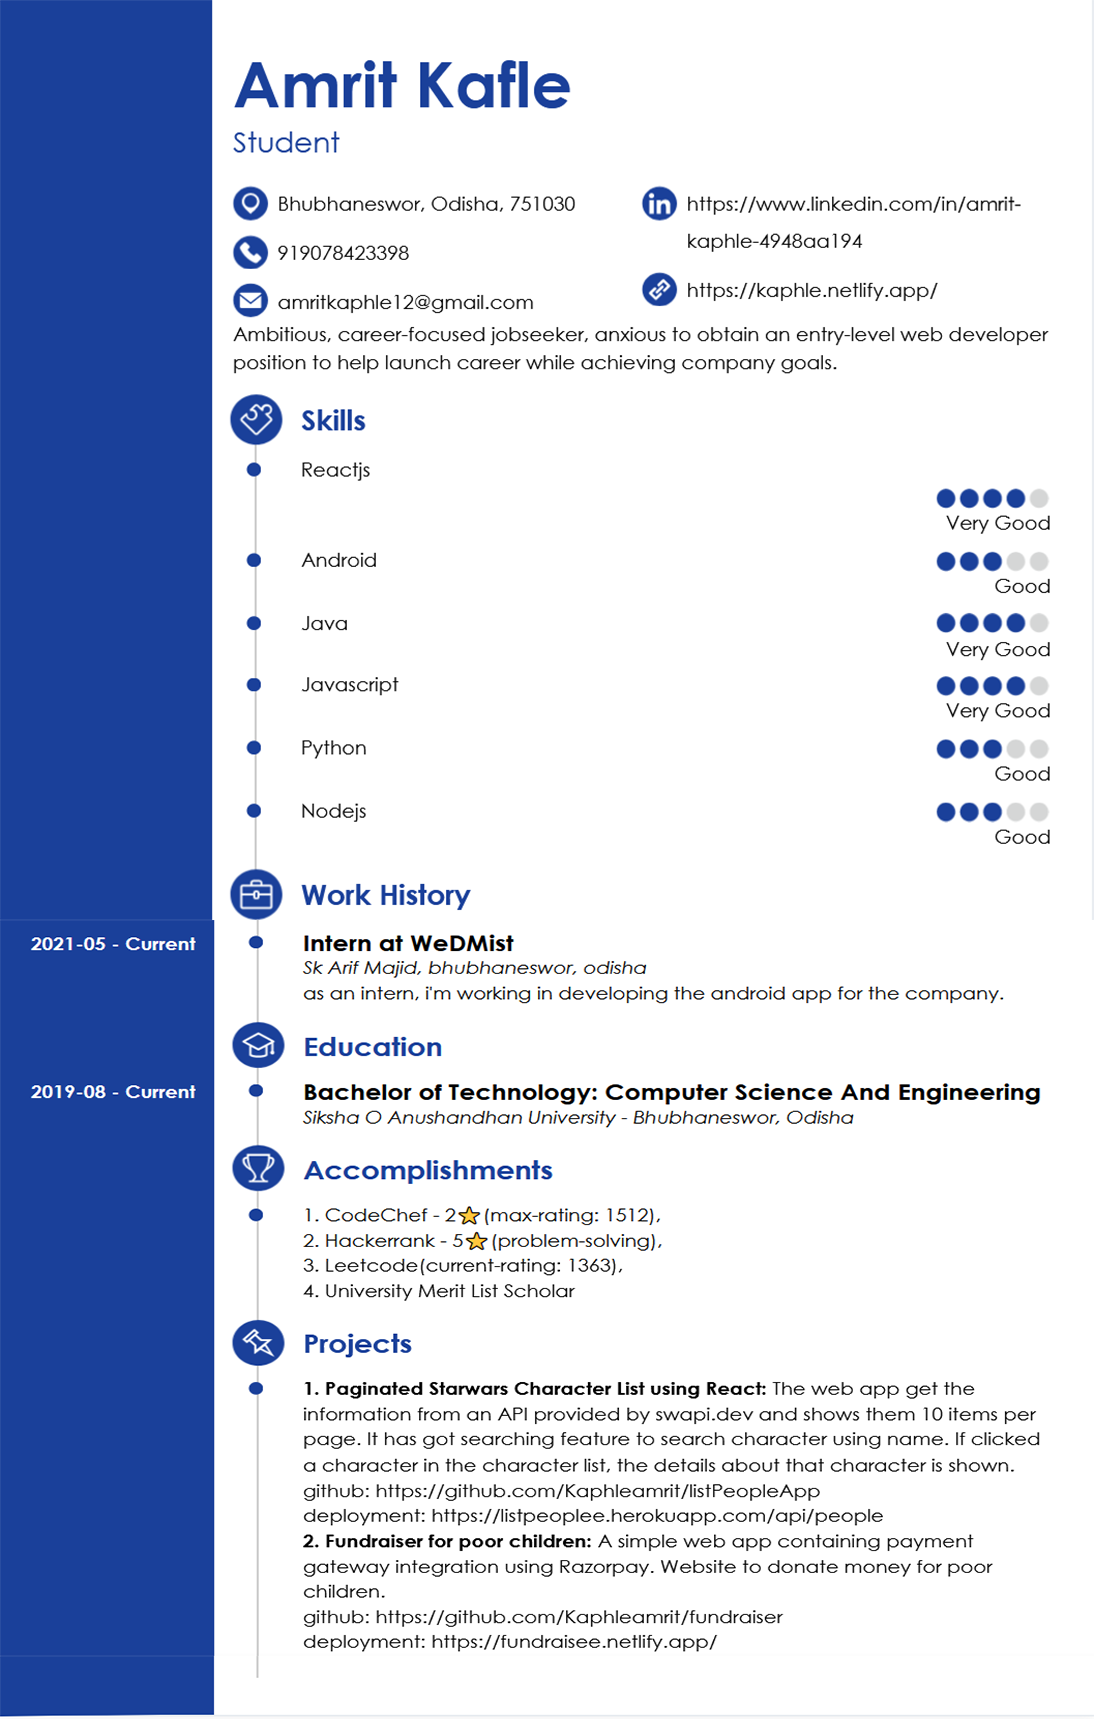 Amrit Kafle
Student
Bhubhaneswor, Odisha, 751030
919078423398
amritkaphle12@gmail.com
https://www.linkedin.com/in/amrit-
kaphle-4948aa194
https://kaphle.netlify.app/
Ambitious, career-focused jobseeker, anxious to obtain an entry-level web developer
position to help launch career while achieving company goals.
Skills
Reactjs
Very Good
Android
Good
Java
Very Good
Javascript
Very Good
Python
Good
Nodejs
Good
Work History
2021-05 - Current
Intern at WeDMist
Sk Arif Majid, bhubhaneswor, odisha
as an intern, i'm working in developing the android app for the company.
Education
2019-08 - Current
Bachelor of Technology: Computer Science And Engineering
Siksha O Anushandhan University - Bhubhaneswor, Odisha
Accomplishments
1. CodeChef - 2⭐(max-rating: 1512),
2. Hackerrank - 5⭐(problem-solving),
3. Leetcode(current-rating: 1363),
4. University Merit List Scholar
Projects
1. Paginated Starwars Character List using React: The web app get the
information from an API provided by swapi.dev and shows them 10 items per
page. It has got searching feature to search character using name. If clicked
a character in the character list, the details about that character is shown.
github: https://github.com/Kaphleamrit/listPeopleApp
deployment: https://listpeoplee.herokuapp.com/api/people
2. Fundraiser for poor children: A simple web app containing payment
gateway integration using Razorpay. Website to donate money for poor
children.
github: https://github.com/Kaphleamrit/fundraiser
deployment: https://fundraisee.netlify.app/